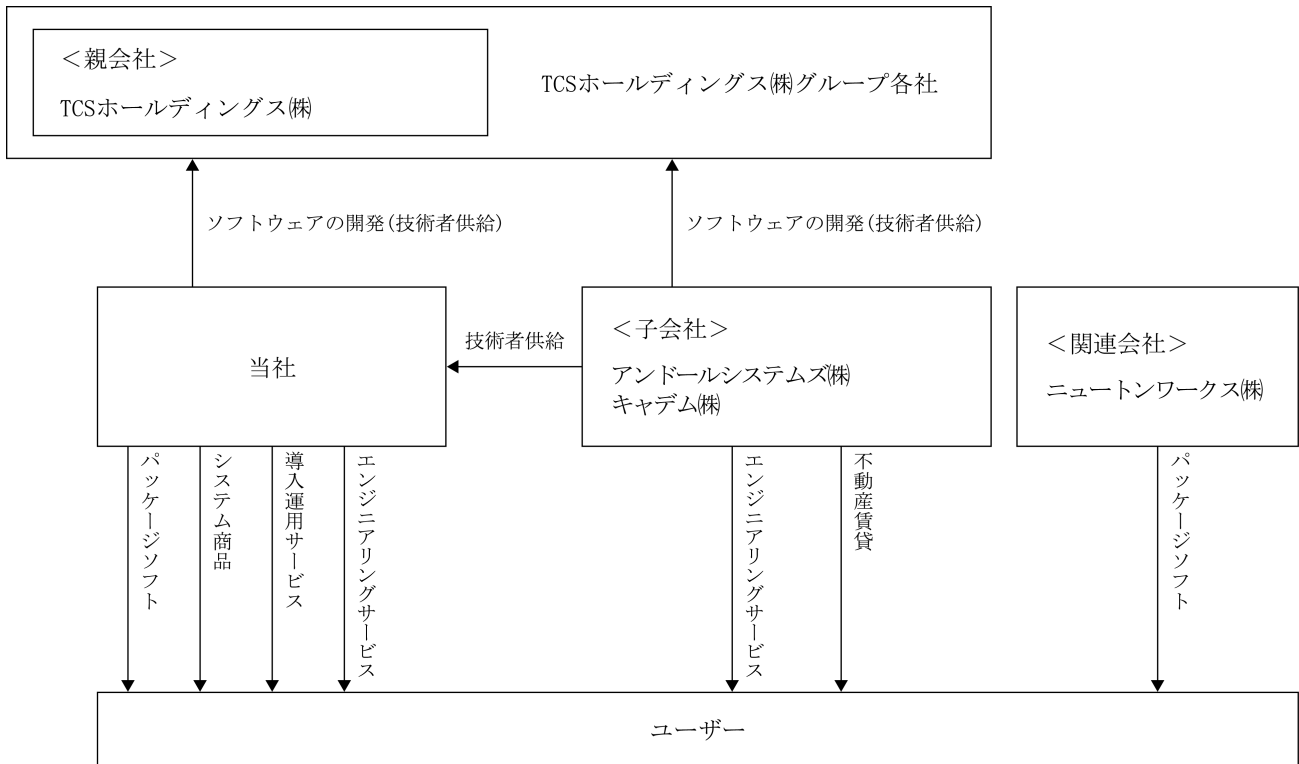 ＜親会社＞
TCSホールディングス㈱
TCSホールディングス㈱グループ各社
ソフトウェアの開発(技術者供給)
ソフトウェアの開発(技術者供給)
当社
技術者供給
＜子会社＞
アンドールシステムズ㈱
キャデム㈱
＜関連会社＞
ニュートンワークス㈱
パッケージソフト
システム商品
導入運用サービス
エンジニアリングサービス
エンジニアリングサービス
不動産賃貸
パッケージソフト
ユーザー